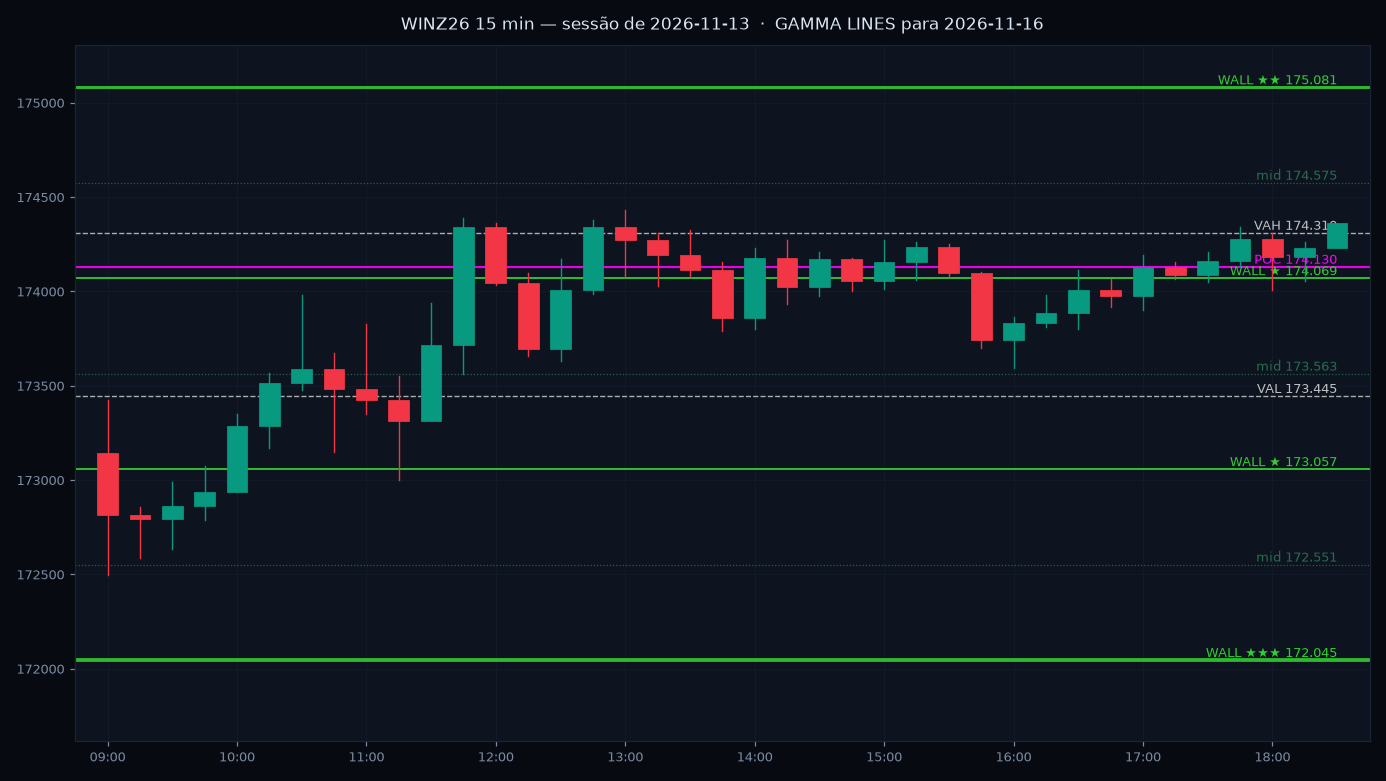 WINZ26 15 min — sessão de 2026-11-13 · GAMMA LINES para 2026-11-16
WALL ★★ 175.081
175000
mid 174.575
174500
VAH 174.310
POC 174.130
WALL ★ 174.069
174000
mid 173.563
173500
VAL 173.445
WALL ★ 173.057
173000
mid 172.551
172500
WALL ★★★ 172.045
172000
09:00 10:00 11:00 12:00 13:00 14:00 15:00 16:00 17:00 18:00